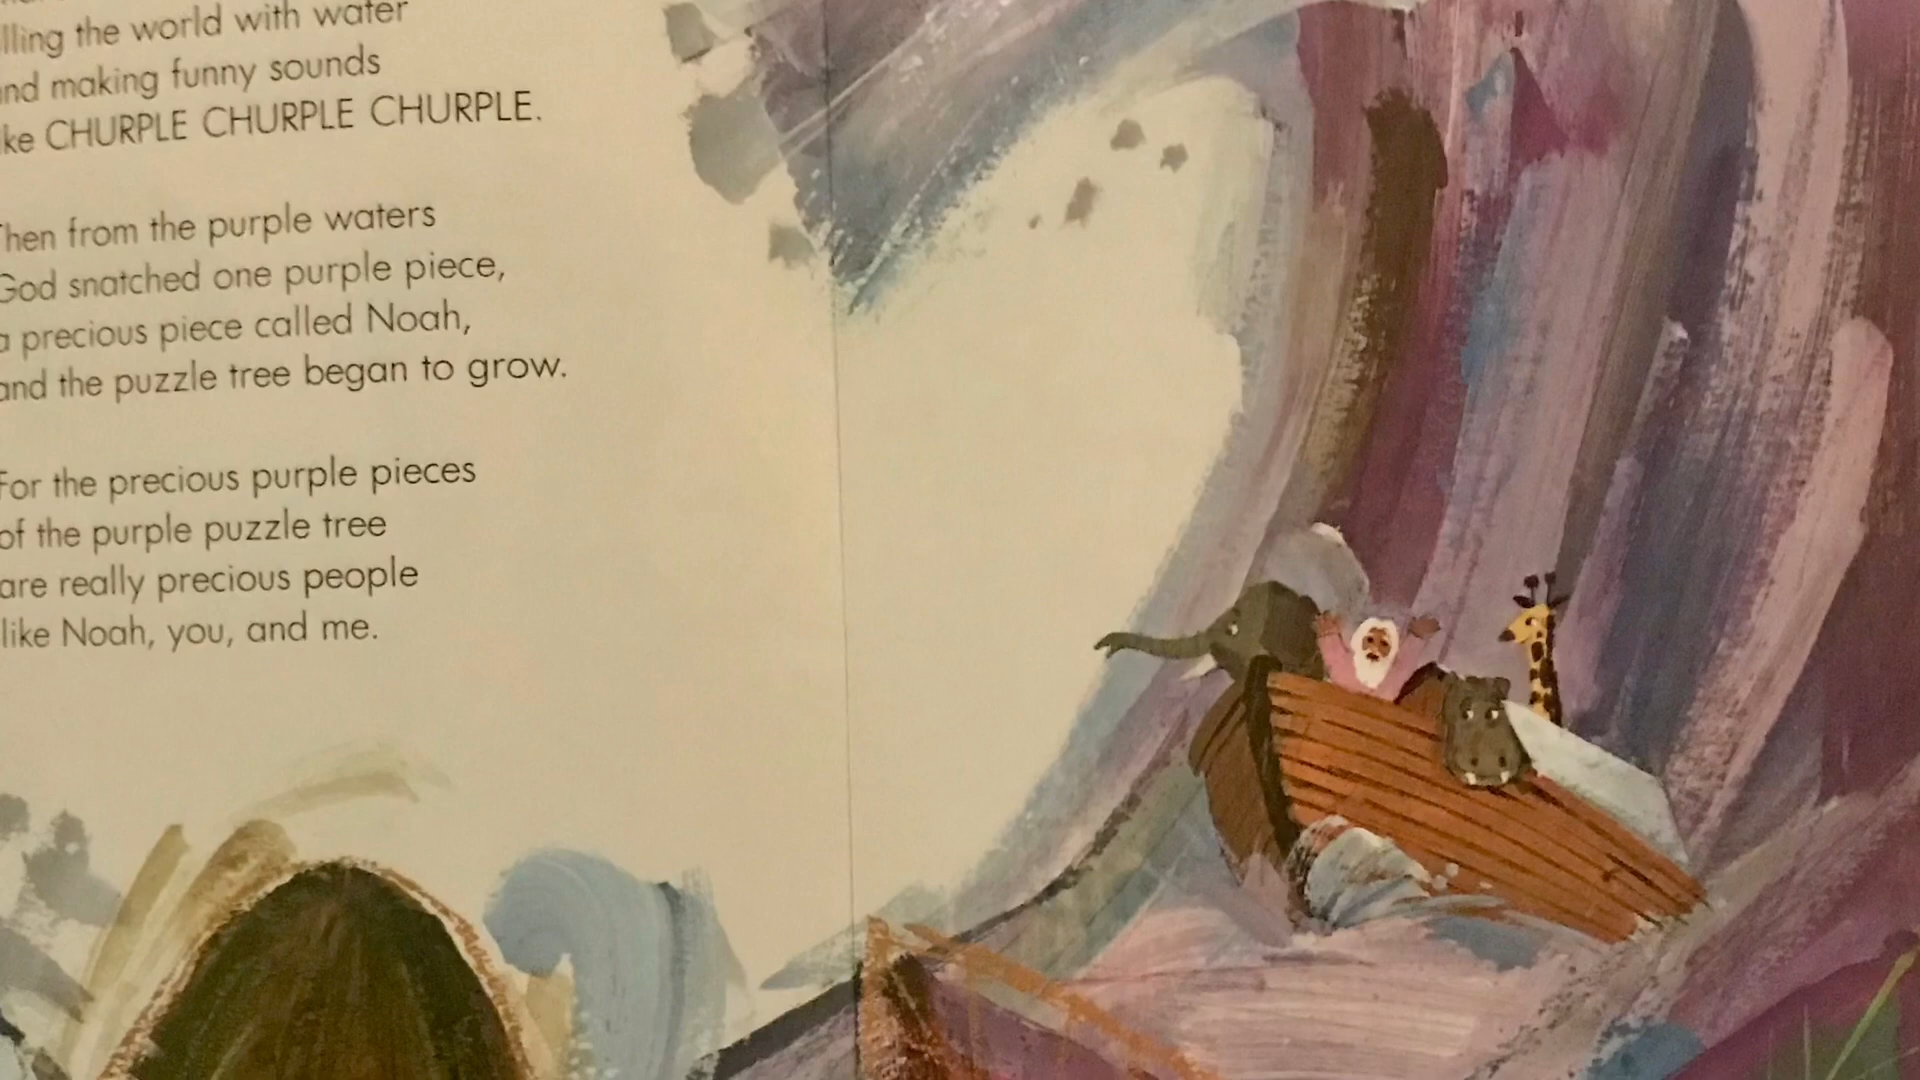 lling the world with water
nd making funny sounds
ke CHURPLE CHURPLE CHURPLE.
Then from the purple waters
God snatched one purple piece,
a precious piece called Noah,
and the puzzle tree began to grow.
For the precious purple pieces
of the purple puzzle tree
are really precious people
like Noah, you, and me.